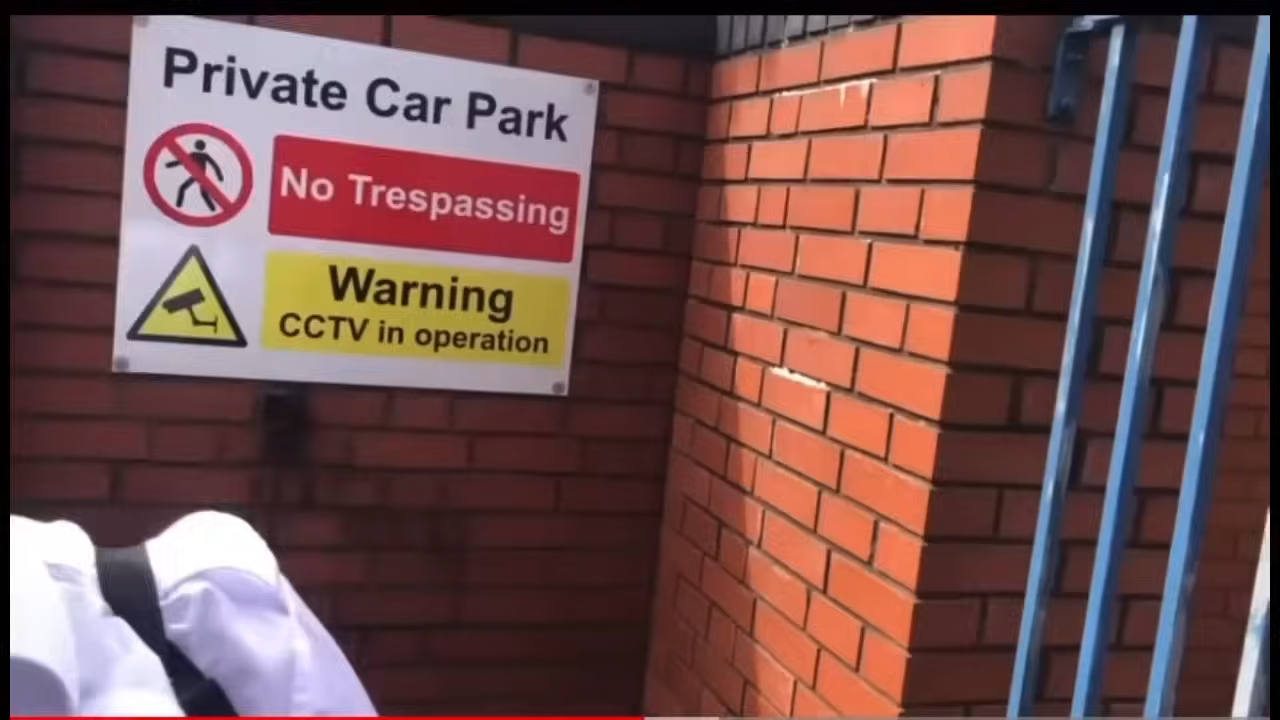 Private Car Park
No Trespassing
Warning
CCTV in operation